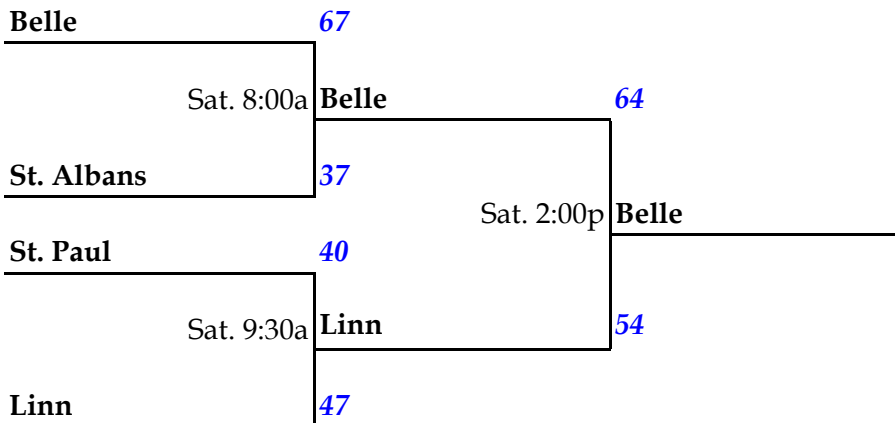 Belle 67
Sat. 8:00a Belle 64
St. Albans 37
Sat. 2:00p Belle
St. Paul 40
Sat. 9:30a Linn 54
Linn 47